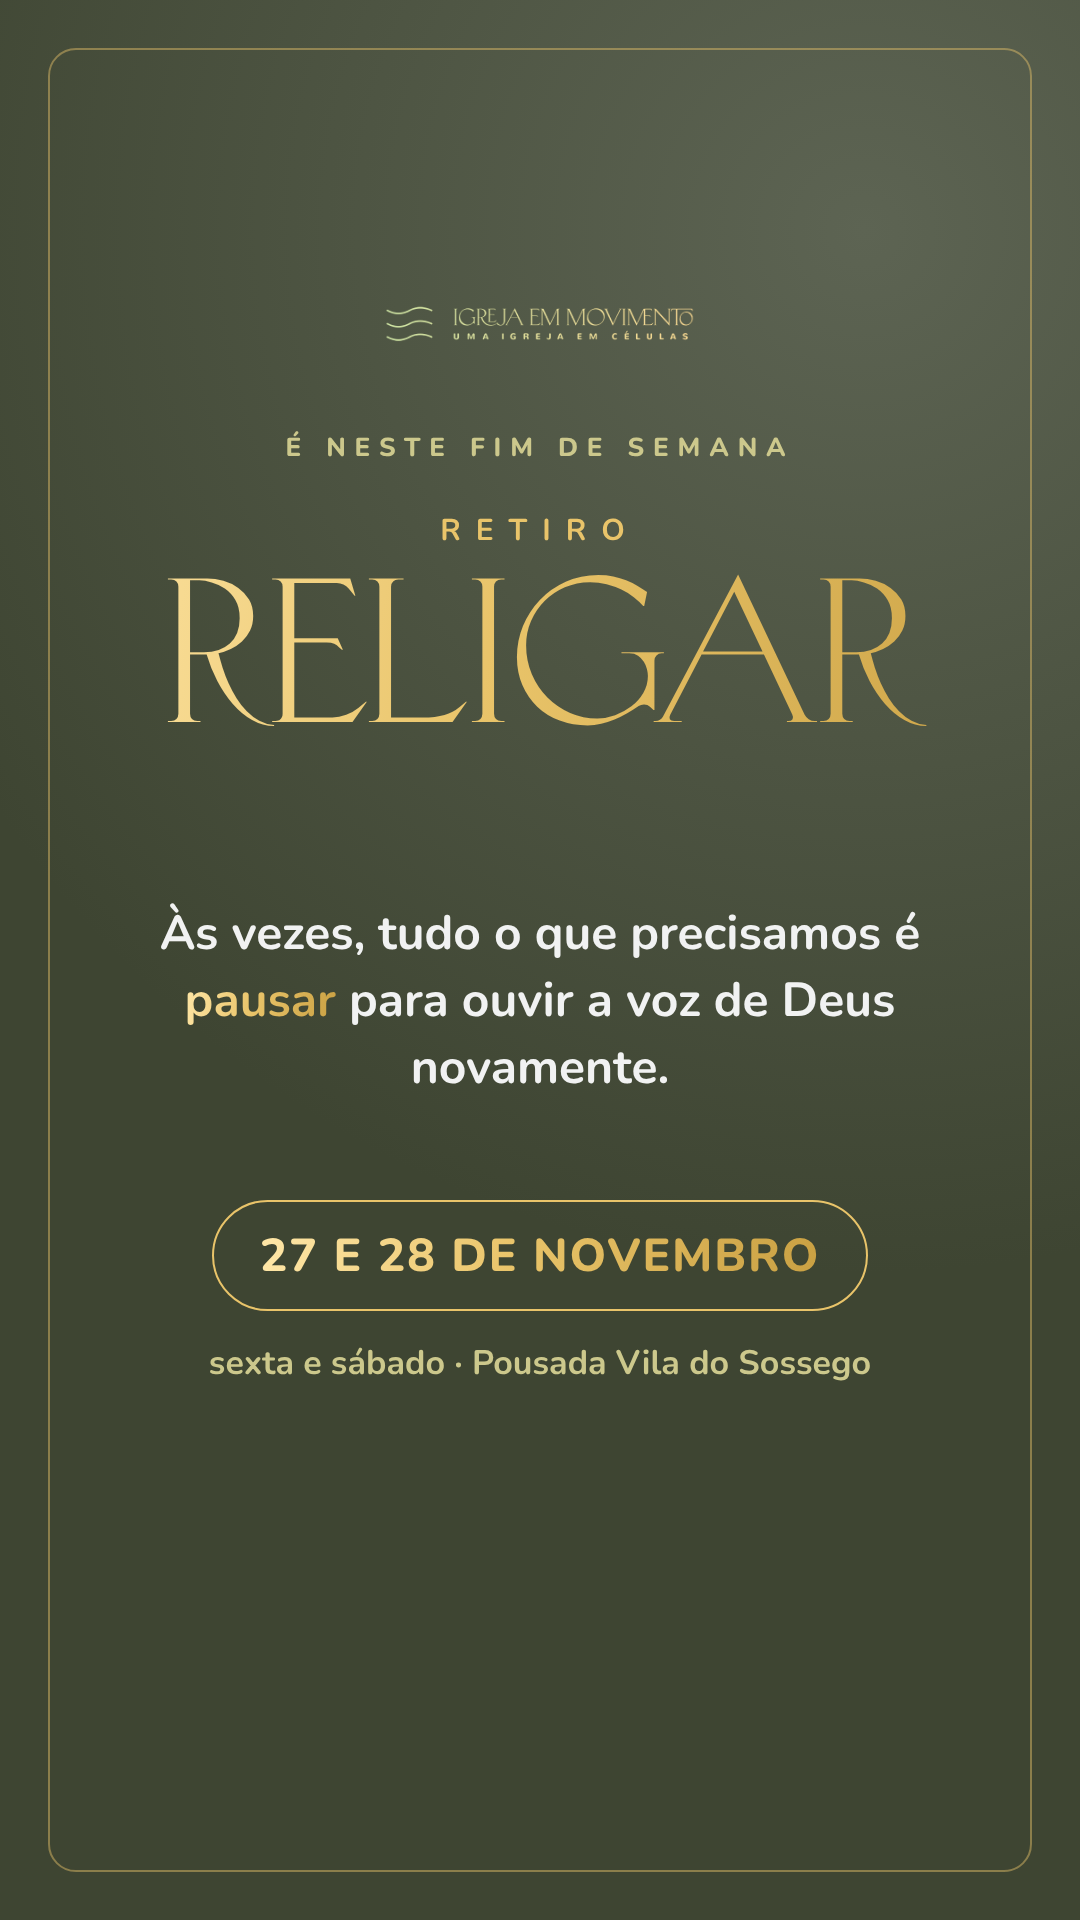 IGREJA EM MOVIMENTO
UMA IGREJA EM CÉLULAS
É NESTE FIM DE SEMANA
RETIRO
RELIGAR
Às vezes, tudo o que precisamos é
pausar para ouvir a voz de Deus
novamente.
27 E 28 DE NOVEMBRO
sexta e sábado · Pousada Vila do Sossego